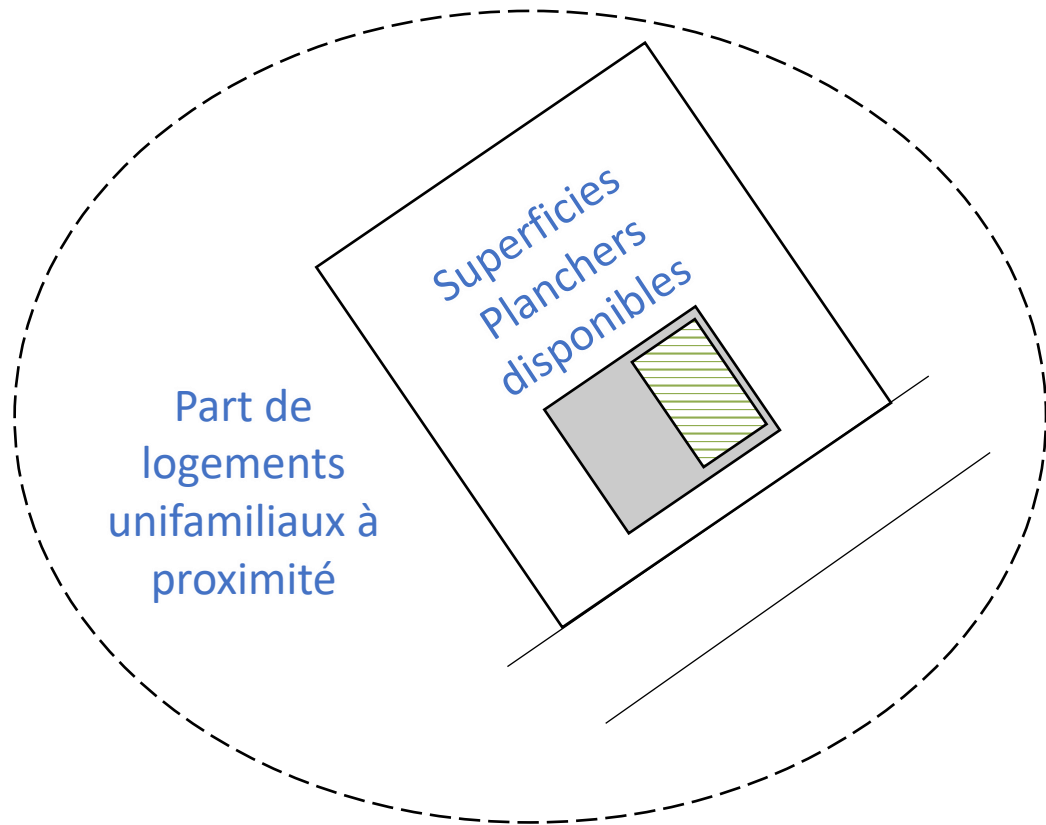 Superficies
Planchers
disponibles
Part de
logements
unifamiliaux à
proximité